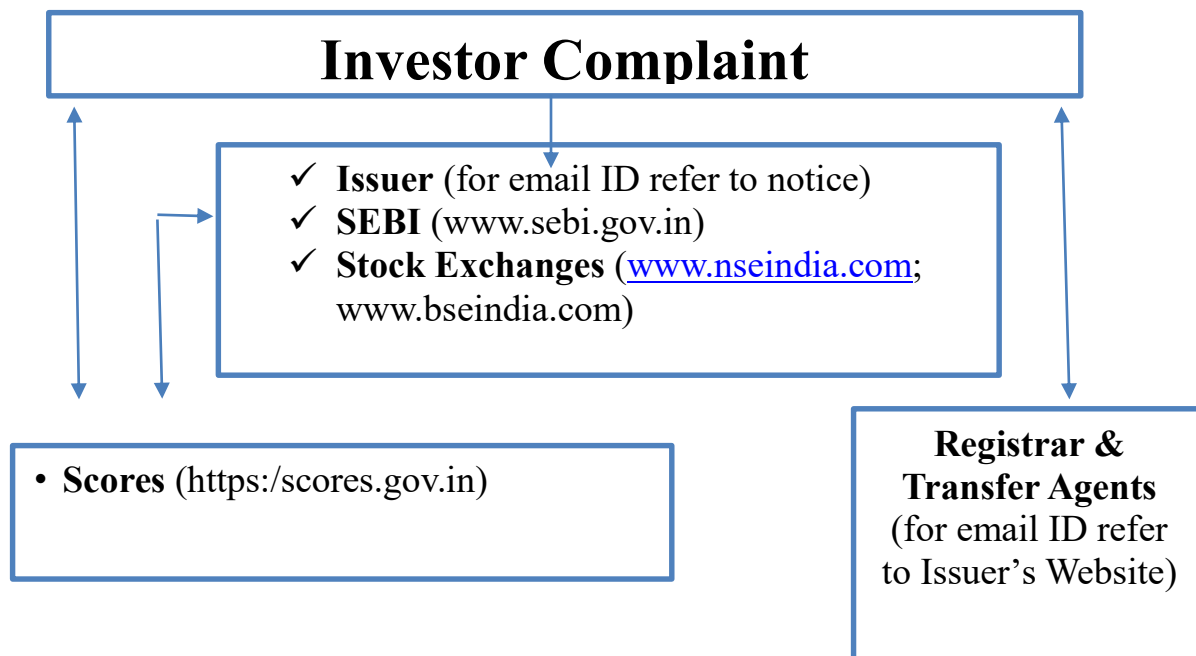 Investor Complaint
✓ Issuer (for email ID refer to notice)
✓ SEBI (www.sebi.gov.in)
✓ Stock Exchanges (www.nseindia.com;
www.bseindia.com)
• Scores (https:/scores.gov.in)
Registrar &
Transfer Agents
(for email ID refer
to Issuer’s Website)